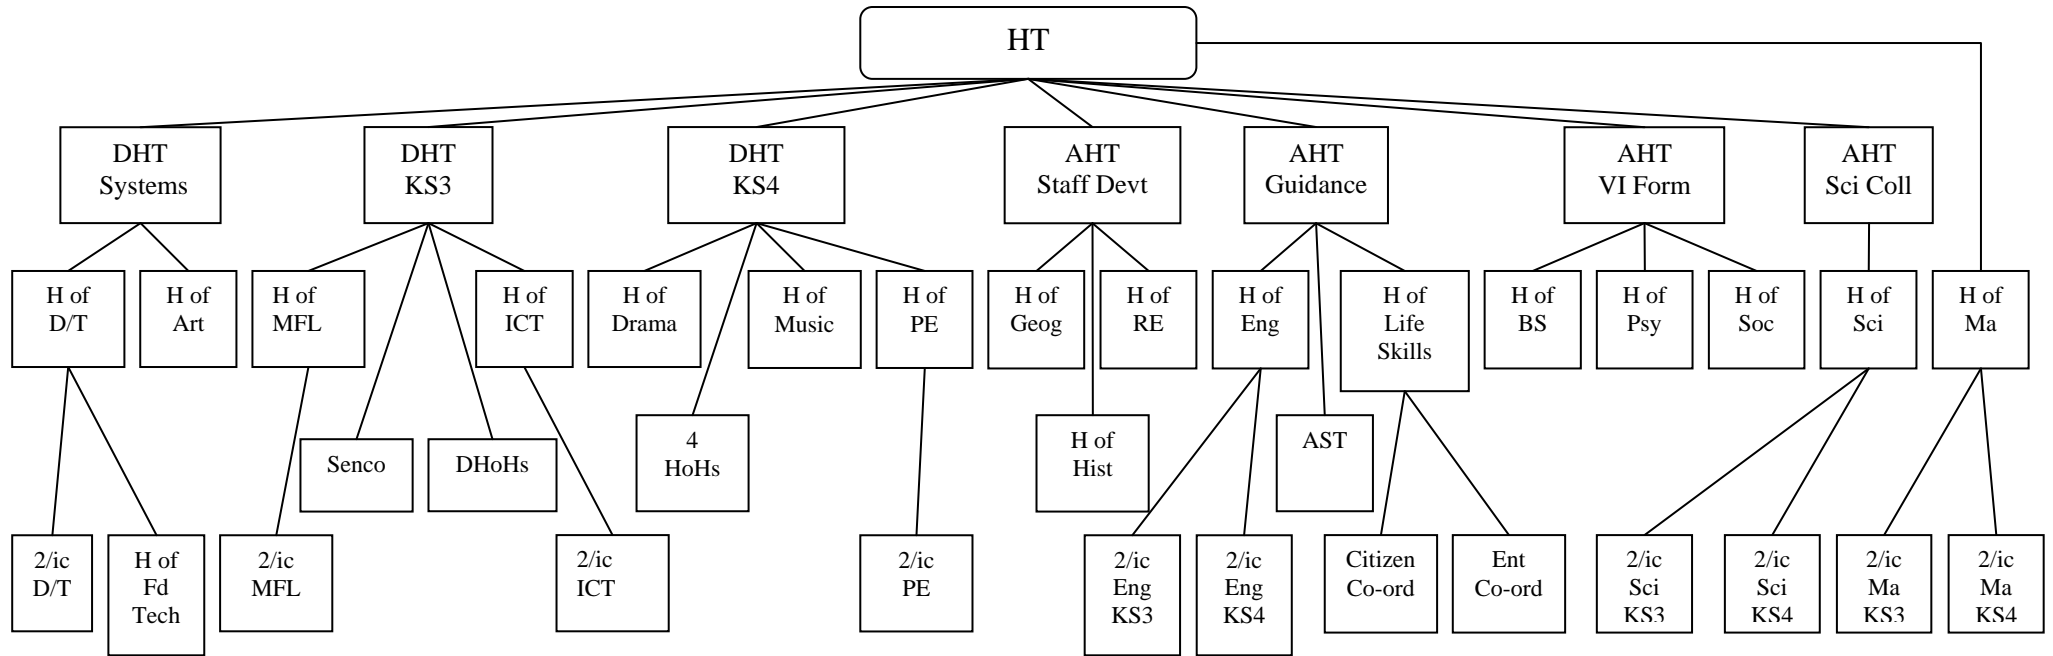 HT
DHT
Systems
DHT
KS3
DHT
KS4
AHT
Staff Devt
AHT
Guidance
AHT
VI Form
AHT
Sci Coll
H of
D/T
H of
Art
H of
MFL
H of
ICT
H of
Drama
H of
Music
H of
PE
H of
Geog
H of
RE
H of
Eng
H of
Life
Skills
H of
BS
H of
Psy
H of
Soc
H of
Sci
H of
Ma
Senco
DHoHs
4
HoHs
H of
Hist
AST
2/ic
D/T
H of
Fd
Tech
2/ic
MFL
2/ic
ICT
2/ic
PE
2/ic
Eng
KS3
2/ic
Eng
KS4
Citizen
Co-ord
Ent
Co-ord
2/ic
Sci
KS3
2/ic
Sci
KS4
2/ic
Ma
KS3
2/ic
Ma
KS4